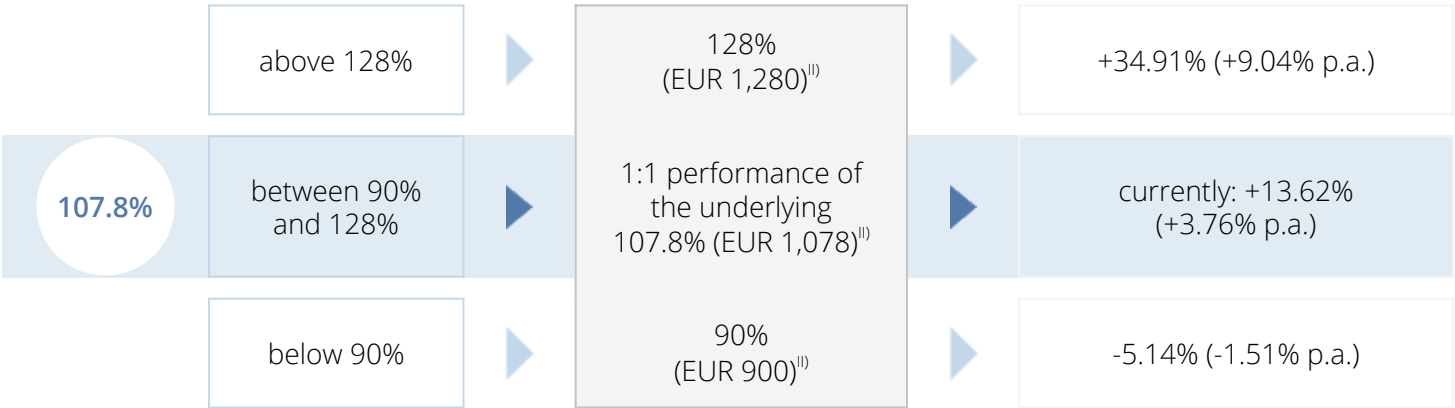 above 128%
128%
(EUR 1,280)II)
+34.91% (+9.04% p.a.)
107.8%
between 90%
and 128%
1:1 performance of
the underlying
107.8% (EUR 1,078)II)
currently: +13.62%
(+3.76% p.a.)
below 90%
90%
(EUR 900)II)
-5.14% (-1.51% p.a.)